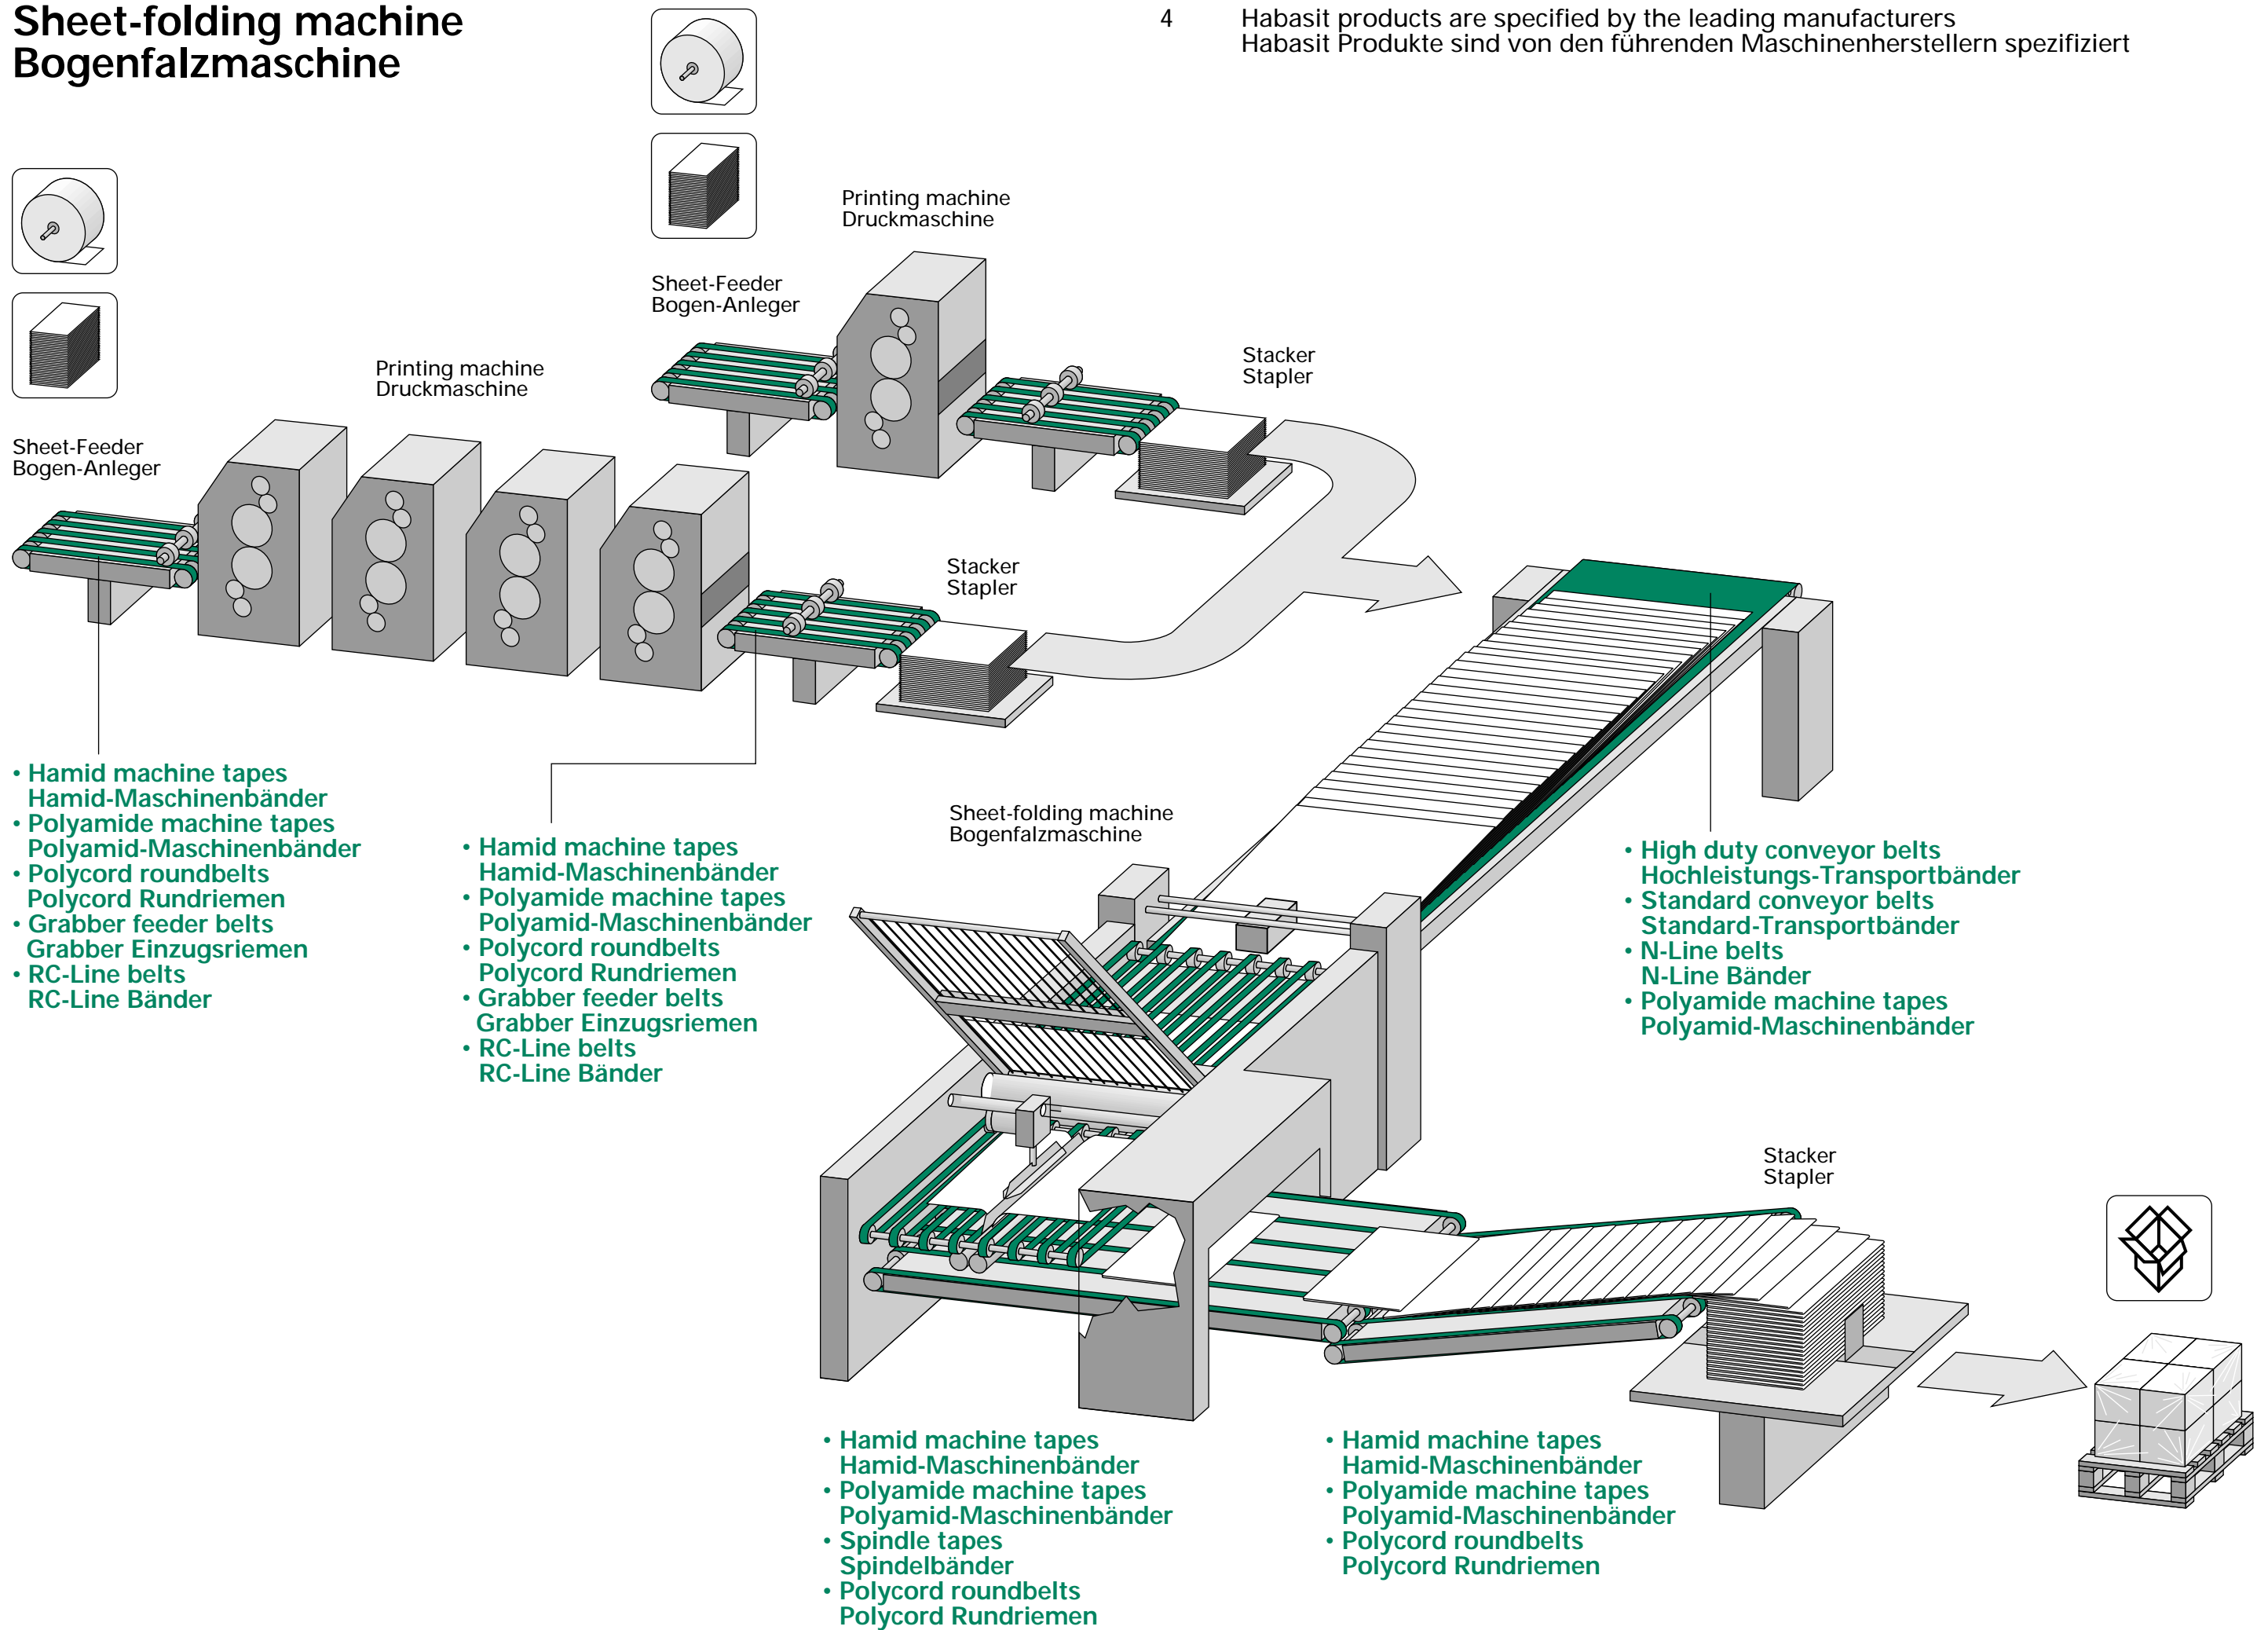 Sheet-folding machine
Bogenfalzmaschine
4
Habasit products are specified by the leading manufacturers
Habasit Produkte sind von den führenden Maschinenherstellern spezifiziert
Printing machine
Druckmaschine
Sheet-Feeder
Bogen-Anleger
Stacker
Stapler
Printing machine
Druckmaschine
Sheet-Feeder
Bogen-Anleger
Stacker
Stapler
• Hamid machine tapes
Hamid-Maschinenbänder
• Polyamide machine tapes
Polyamid-Maschinenbänder
• Polycord roundbelts
Polycord Rundriemen
• Grabber feeder belts
Grabber Einzugsriemen
• RC-Line belts
RC-Line Bänder
• Hamid machine tapes
Hamid-Maschinenbänder
• Polyamide machine tapes
Polyamid-Maschinenbänder
• Polycord roundbelts
Polycord Rundriemen
• Grabber feeder belts
Grabber Einzugsriemen
• RC-Line belts
RC-Line Bänder
Sheet-folding machine
Bogenfalzmaschine
• High duty conveyor belts
Hochleistungs-Transportbänder
• Standard conveyor belts
Standard-Transportbänder
• N-Line belts
N-Line Bänder
• Polyamide machine tapes
Polyamid-Maschinenbänder
Stacker
Stapler
• Hamid machine tapes
Hamid-Maschinenbänder
• Polyamide machine tapes
Polyamid-Maschinenbänder
• Spindle tapes
Spindelbänder
• Polycord roundbelts
Polycord Rundriemen
• Hamid machine tapes
Hamid-Maschinenbänder
• Polyamide machine tapes
Polyamid-Maschinenbänder
• Polycord roundbelts
Polycord Rundriemen